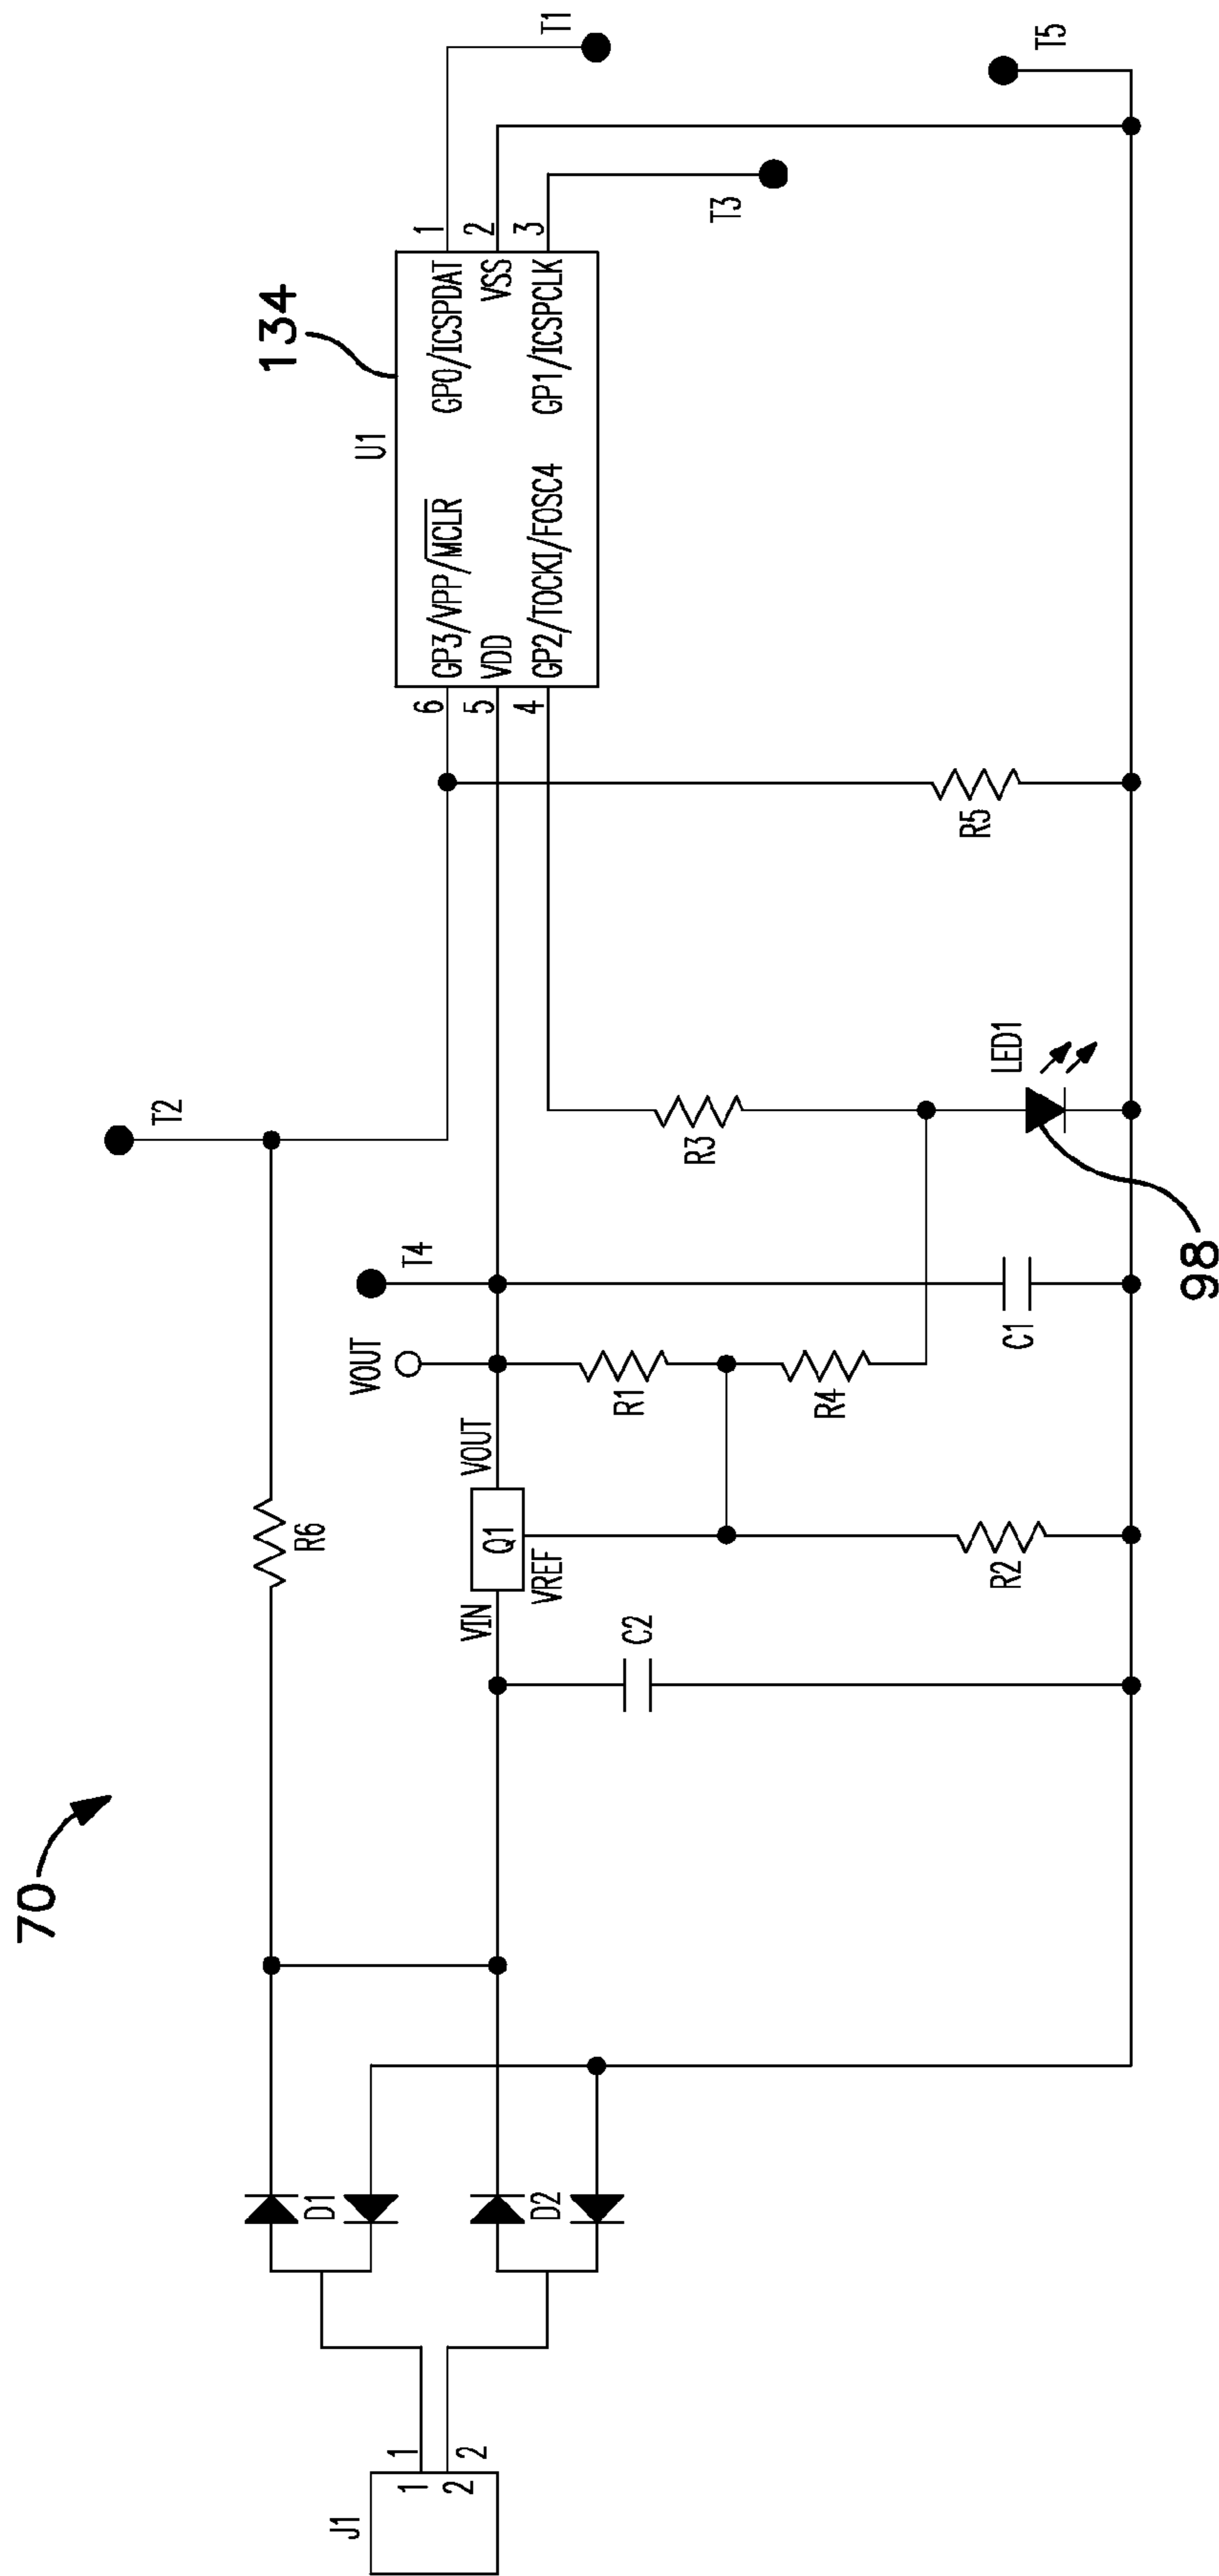 70
J1
1
2
1
2
D1
D2
R6
T2
C2
VIN
Q1
VOUT
VREF
R2
VOUT
T4
R1
R4
C1
R3
LED1
98
R5
U1
134
6
GP3/VPP/MCLR
5
VDD
4
GP2/TOCKI/FOSC4
GP0/ICSPDAT
1
VSS
2
GP1/ICSPCLK
3
T1
T3
T5